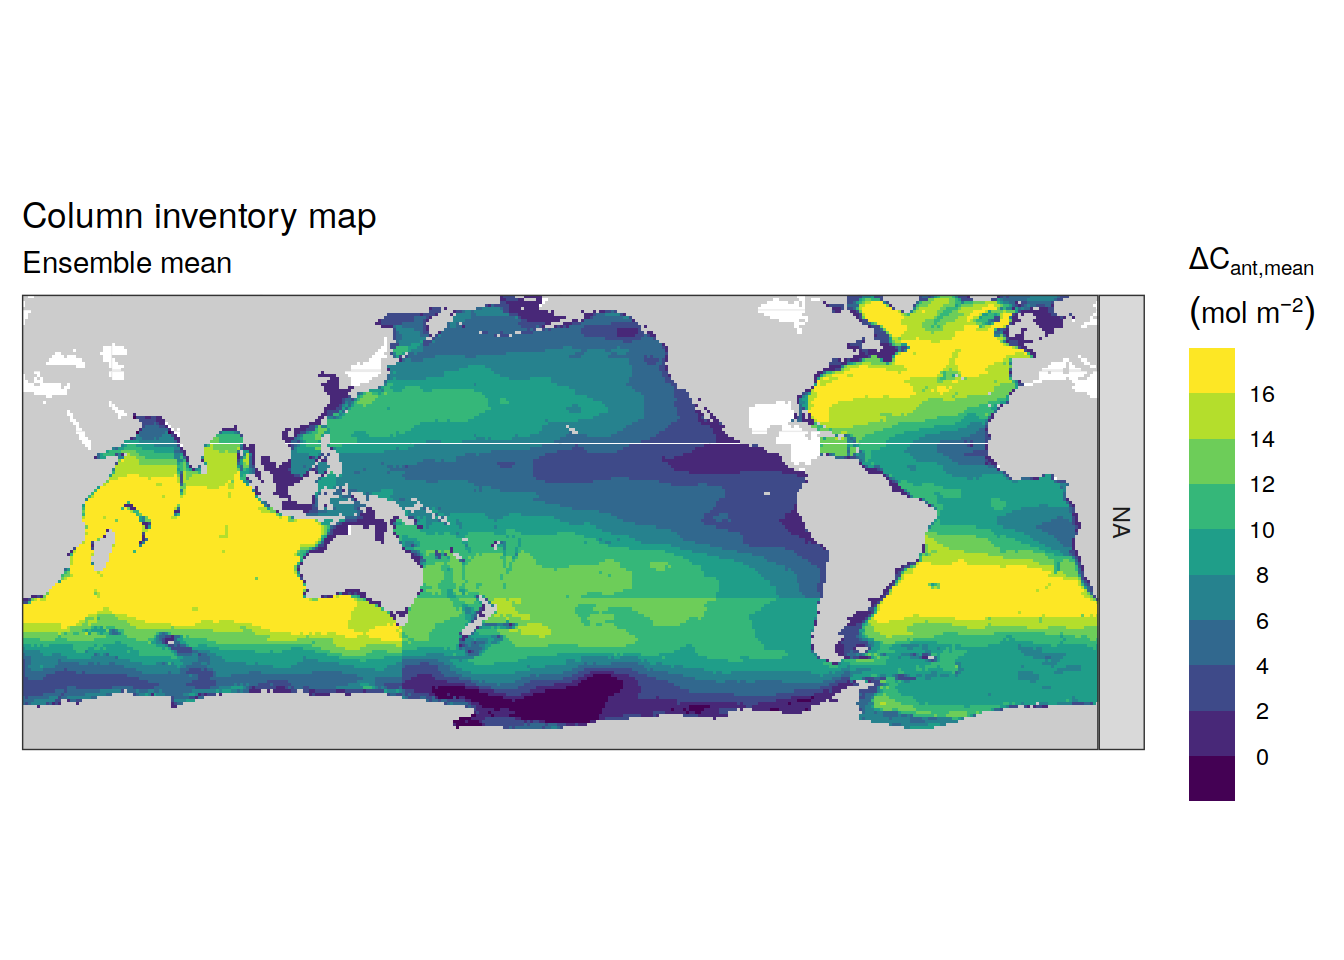 Column inventory map
Ensemble mean
ΔCant,mean
(mol m−2)
16
14
12
10
8
6
4
2
0
NA